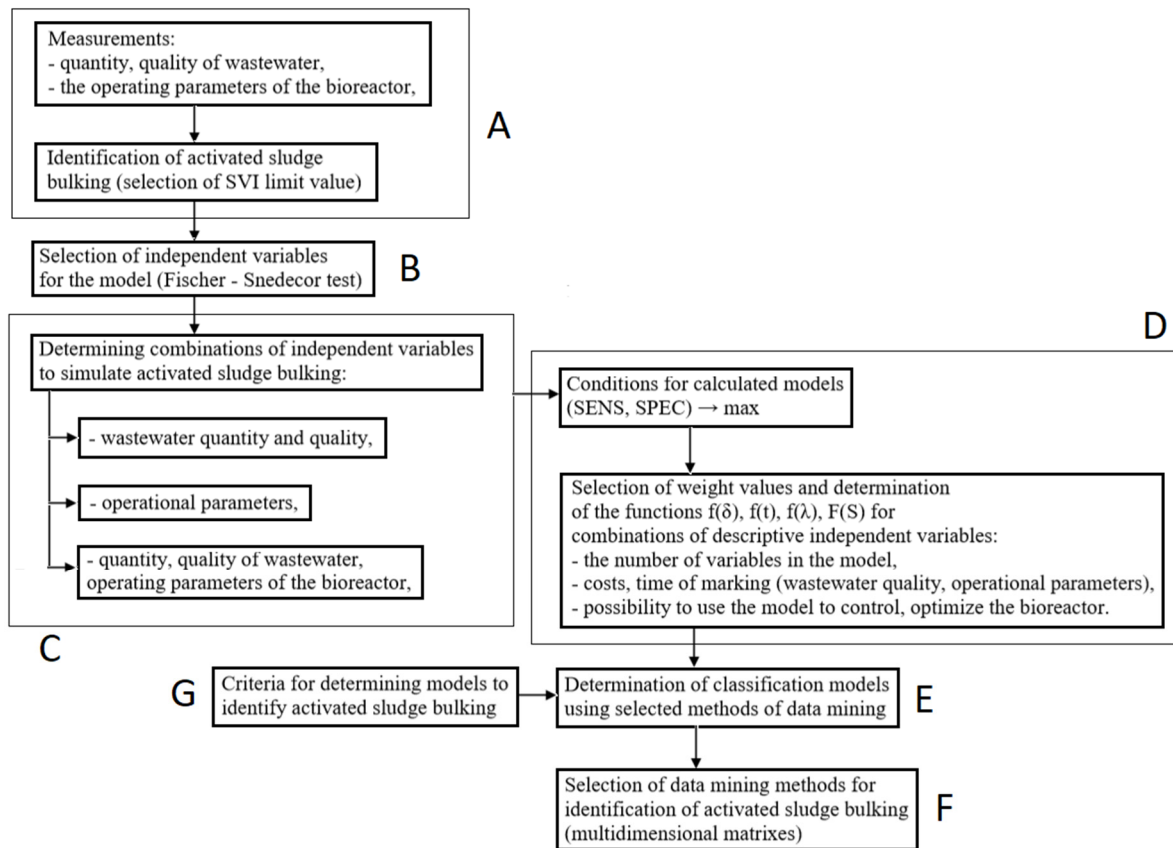 Measurements:
- quantity, quality of wastewater,
- the operating parameters of the bioreactor,
A
Identification of activated sludge
bulking (selection of SVI limit value)
Selection of independent variables
for the model (Fischer - Snedecor test)
B
Determining combinations of independent variables
to simulate activated sludge bulking:
- wastewater quantity and quality,
- operational parameters,
- quantity, quality of wastewater,
operating parameters of the bioreactor,
C
D
Conditions for calculated models
(SENS, SPEC) → max
Selection of weight values and determination
of the functions f(δ), f(t), f(λ), F(S) for
combinations of descriptive independent variables:
- the number of variables in the model,
- costs, time of marking (wastewater quality, operational parameters),
- possibility to use the model to control, optimize the bioreactor.
G
Criteria for determining models to
identify activated sludge bulking
Determination of classification models
using selected methods of data mining
E
Selection of data mining methods for
identification of activated sludge bulking
(multidimensional matrixes)
F